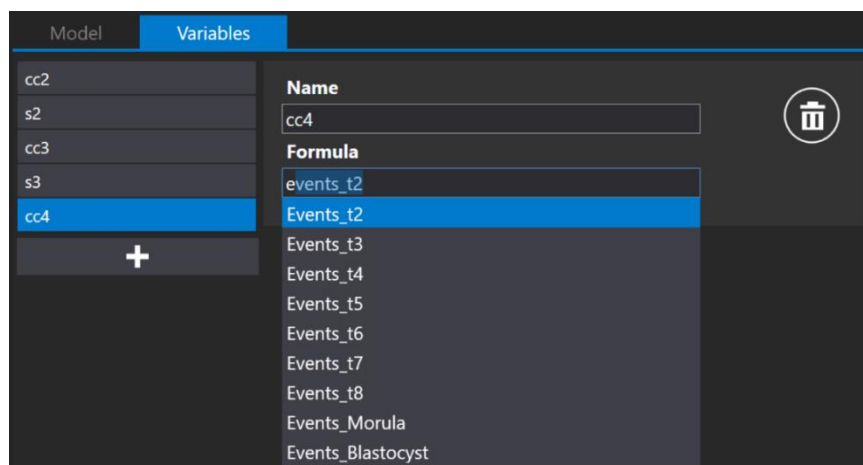 Model Variables
cc2
s2
cc3
s3
cc4
Name
cc4
Formula
events_t2
Events_t2
Events_t3
Events_t4
Events_t5
Events_t6
Events_t7
Events_t8
Events_Morula
Events_Blastocyst